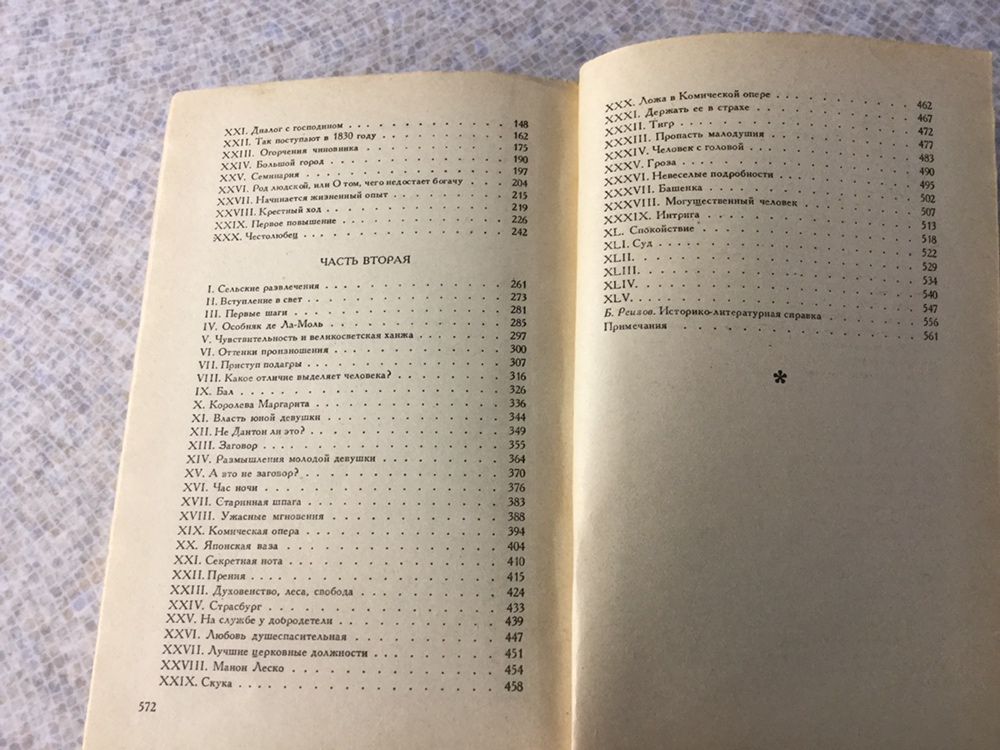 XXI. Диалог с господином . . . . . . . . . . 148
XXII. Так поступают в 1830 году . . . . . . . . 162
XXIII. Огорчения чиновника . . . . . . . . . . 175
XXIV. Большой город . . . . . . . . . . . . 190
XXV. Семинария . . . . . . . . . . . . . 197
XXVI. Род людской, или О том, чего недостает богачу . . . . 204
XXVII. Начинается жизненный опыт . . . . . . . . 215
XXVIII. Крестный ход . . . . . . . . . . . . 219
XXIX. Первое повышение . . . . . . . . . . . 226
XXX. Честолюбец . . . . . . . . . . . . . 242
ЧАСТЬ ВТОРАЯ
I. Сельские развлечения . . . . . . . . . . . 261
II. Вступление в свет . . . . . . . . . . . . 273
III. Первые шаги . . . . . . . . . . . . . 281
IV. Особняк де Ла-Моль . . . . . . . . . . . 285
V. Чувствительность и великосветская ханжа . . . . . . 297
VI. Оттенки произношения . . . . . . . . . . 300
VII. Приступ подагры . . . . . . . . . . . . 307
VIII. Какое отличие выделяет человека? . . . . . . . 316
IX. Бал . . . . . . . . . . . . . . . . 326
X. Королева Маргарита . . . . . . . . . . . 336
XI. Власть юной девушки . . . . . . . . . . 344
XII. Не Дантон ли это? . . . . . . . . . . . 349
XIII. Заговор . . . . . . . . . . . . . . 355
XIV. Размышления молодой девушки . . . . . . . . 364
XV. А это не заговор? . . . . . . . . . . . 370
XVI. Час ночи . . . . . . . . . . . . . . 376
XVII. Старинная шпага . . . . . . . . . . . . 383
XVIII. Ужасные мгновения . . . . . . . . . . . 388
XIX. Комическая опера . . . . . . . . . . . . 394
XX. Японская ваза . . . . . . . . . . . . . 404
XXI. Секретная нота . . . . . . . . . . . . 410
XXII. Прения . . . . . . . . . . . . . . 415
XXIII. Духовенство, леса, свобода . . . . . . . . . 424
XXIV. Страсбург . . . . . . . . . . . . . 433
XXV. На службе у добродетели . . . . . . . . . 439
XXVI. Любовь душеспасительная . . . . . . . . . 447
XXVII. Лучшие церковные должности . . . . . . . . 451
XXVIII. Манон Леско . . . . . . . . . . . . . 454
XXIX. Скука . . . . . . . . . . . . . . . 458
572
XXX. Ложа в Комической опере . . . . . . . . 462
XXXI. Держать ее в страхе . . . . . . . . . . 467
XXXII. Тигр . . . . . . . . . . . . . . 472
XXXIII. Пропасть малодушия . . . . . . . . . . 477
XXXIV. Человек с головой . . . . . . . . . . . 483
XXXV. Гроза . . . . . . . . . . . . . . 490
XXXVI. Невеселые подробности . . . . . . . . . 495
XXXVII. Башенка . . . . . . . . . . . . . 502
XXXVIII. Могущественный человек . . . . . . . . 507
XXXIX. Интрига . . . . . . . . . . . . . 513
XL. Спокойствие . . . . . . . . . . . . . 518
XLI. Суд . . . . . . . . . . . . . . . 522
XLII. . . . . . . . . . . . . . . . . 529
XLIII. . . . . . . . . . . . . . . . . 534
XLIV. . . . . . . . . . . . . . . . . 540
XLV. . . . . . . . . . . . . . . . . 547
Б. Реизов. Историко-литературная справка . . . . . . 556
Примечания . . . . . . . . . . . . . . 561
*